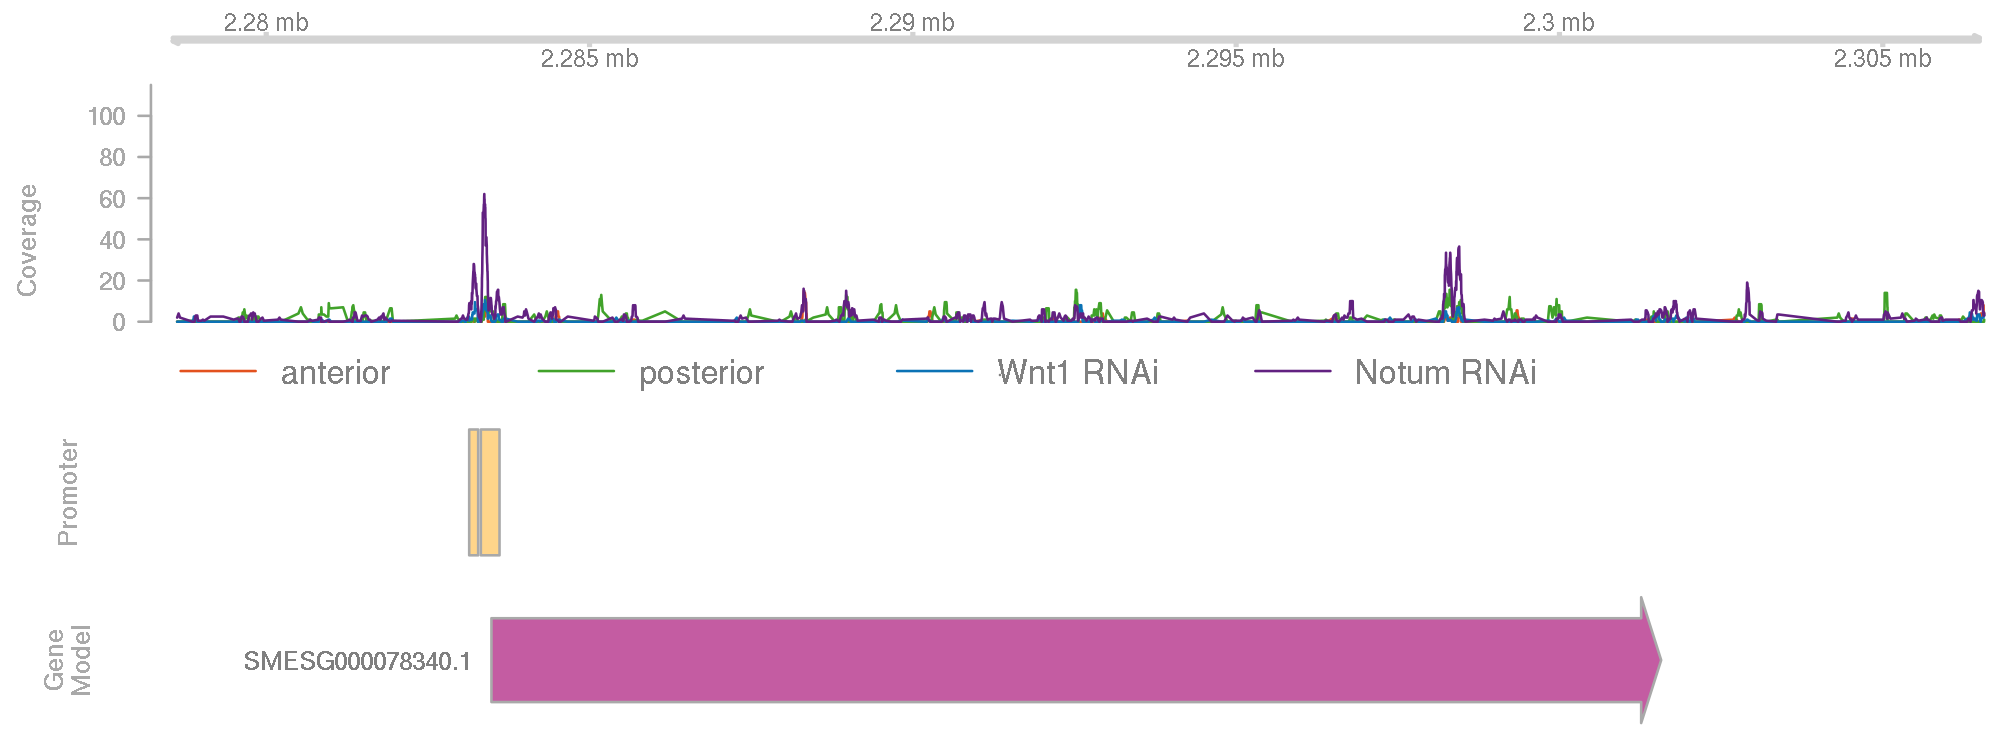 2.28 mb 2.29 mb 2.3 mb
2.285 mb 2.295 mb 2.305 mb
Coverage
100
80
60
40
20
0
anterior posterior Wnt1 RNAi Notum RNAi
Promoter
Gene
Model
SMESG000078340.1